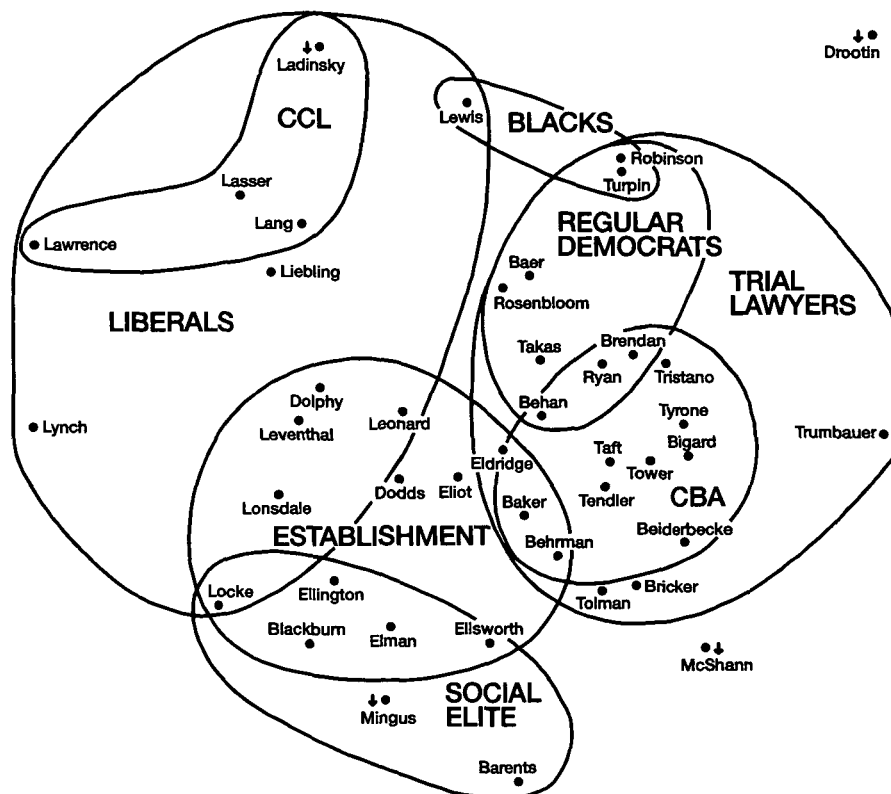 Drootin
Ladinsky
CCL
Lewis
BLACKS
Robinson
Turpin
Lasser
Lang
Lawrence
REGULAR
DEMOCRATS
Liebling
Baer
Rosenbloom
TRIAL
LAWYERS
LIBERALS
Takas
Brendan
Ryan
Tristano
Dolphy
Behan
Tyrone
Leventhal
Leonard
Lynch
Trumbauer
Bigard
Taft
Eldridge
Tower
Dodds
Eliot
Tendler
CBA
Lonsdale
Baker
ESTABLISHMENT
Beiderbecke
Behrman
Locke
Ellington
Bricker
Tolman
Blackburn
Elman
Ellsworth
McShann
SOCIAL
ELITE
Mingus
Barents